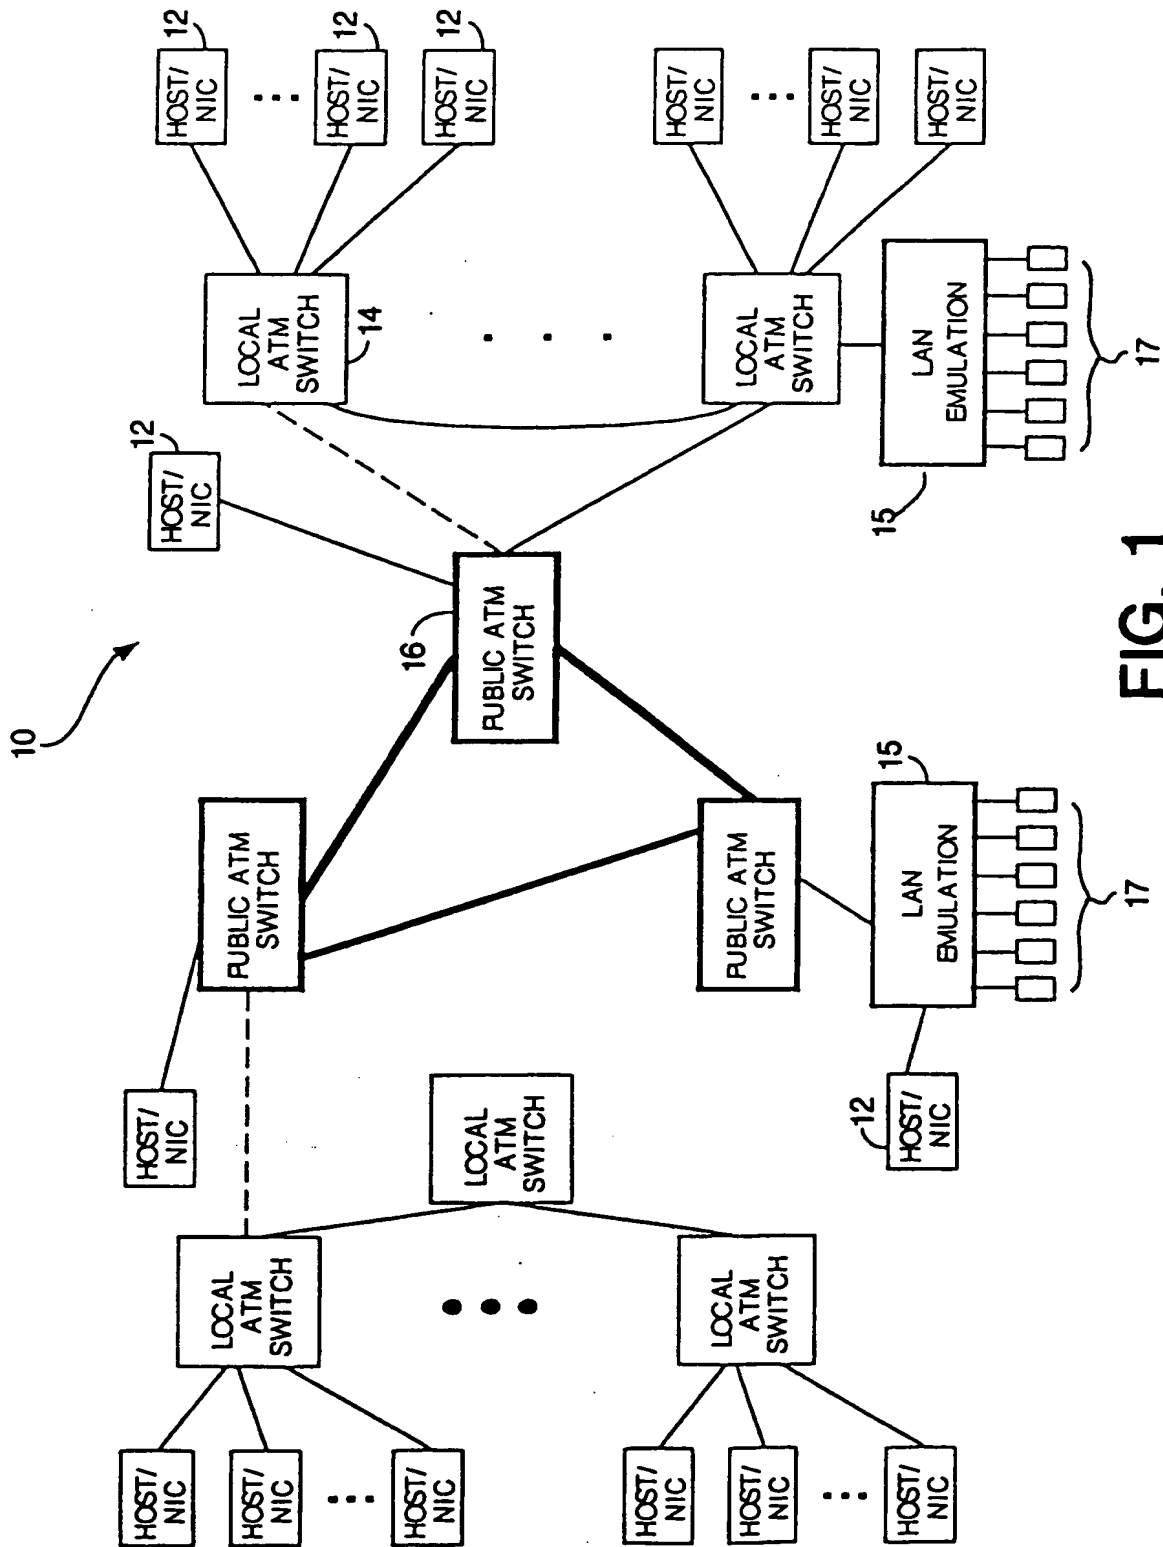 10
HOST/
NIC
HOST/
NIC
HOST/
NIC
12
HOST/
NIC
12
HOST/
NIC
LOCAL
ATM
SWITCH
PUBLIC ATM
SWITCH
LOCAL
ATM
SWITCH
14
HOST/
NIC
12
HOST/
NIC
LOCAL
ATM
SWITCH
16
PUBLIC ATM
SWITCH
HOST/
NIC
12
HOST/
NIC
HOST/
NIC
HOST/
NIC
LOCAL
ATM
SWITCH
PUBLIC ATM
SWITCH
LOCAL
ATM
SWITCH
HOST/
NIC
HOST/
NIC
12
HOST/
NIC
LAN
EMULATION
15
15
LAN
EMULATION
HOST/
NIC
17
17
FIG. 1